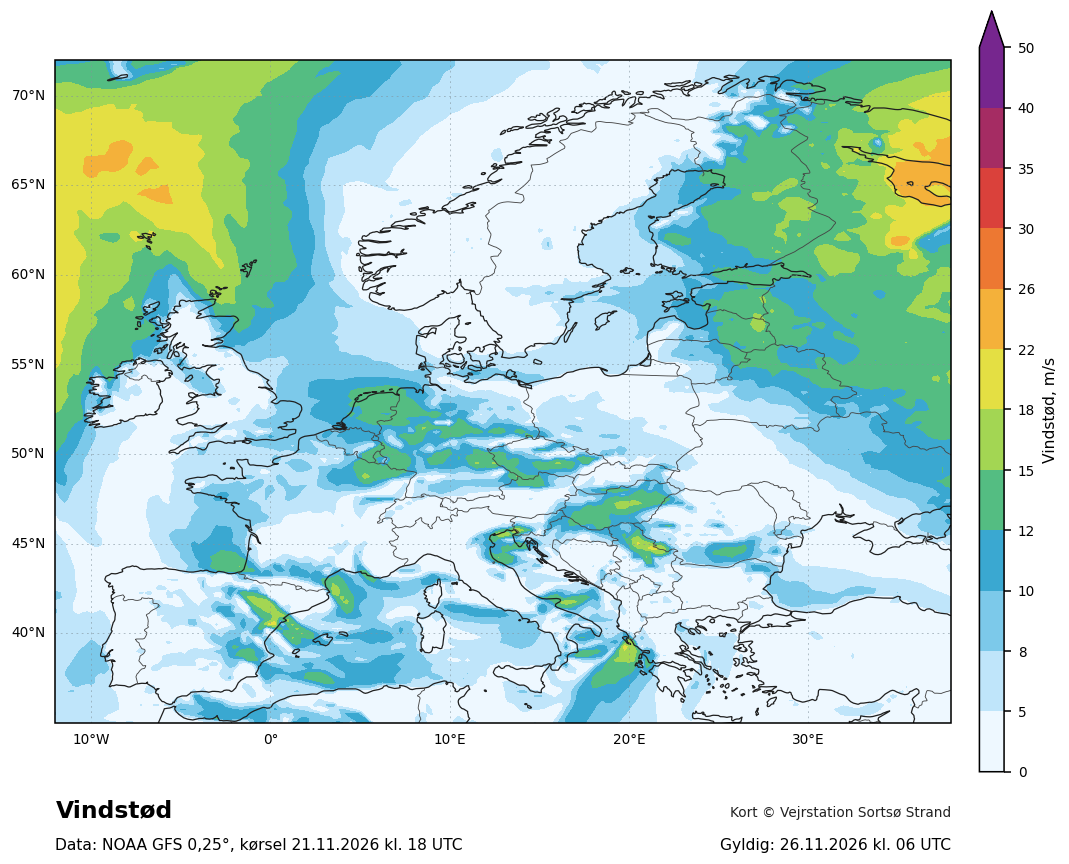 50
40
35
30
26
22
18
15
12
10
8
5
0
Vindstød, m/s
70°N
65°N
60°N
55°N
50°N
45°N
40°N
10°W
0°
10°E
20°E
30°E
Vindstød
Kort © Vejrstation Sortsø Strand
Data: NOAA GFS 0,25°, kørsel 21.11.2026 kl. 18 UTC
Gyldig: 26.11.2026 kl. 06 UTC